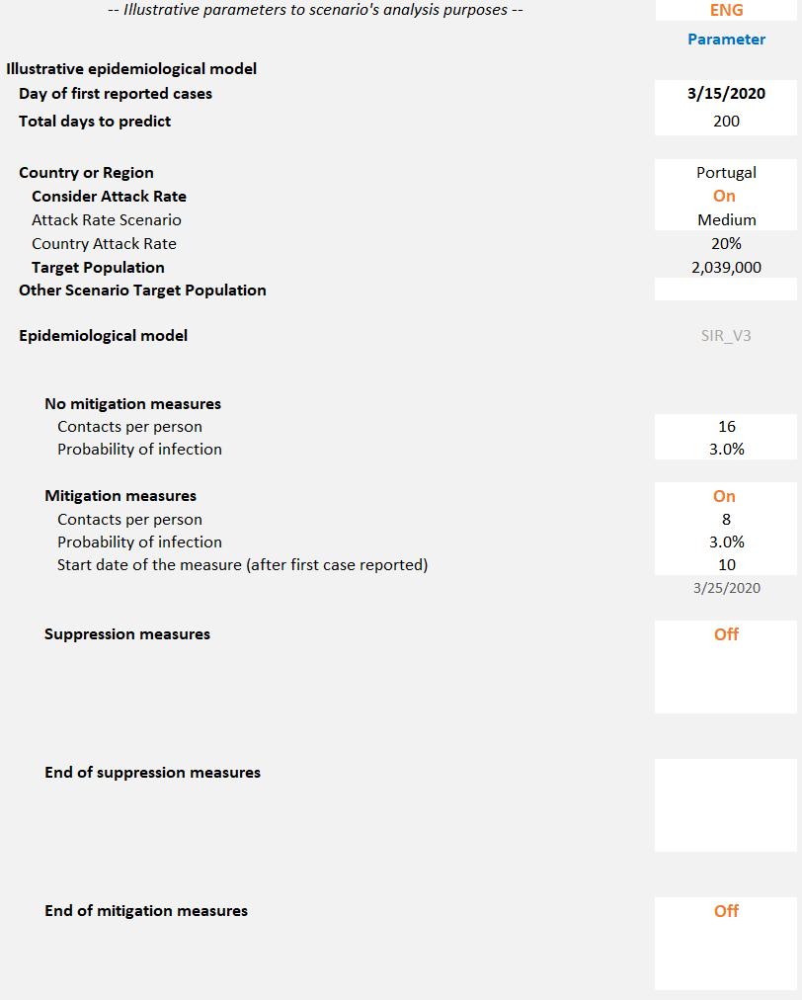 -- Illustrative parameters to scenario's analysis purposes -- ENG
Parameter
Illustrative epidemiological model
Day of first reported cases 3/15/2020
Total days to predict 200
Country or Region Portugal
Consider Attack Rate On
Attack Rate Scenario Medium
Country Attack Rate 20%
Target Population 2,039,000
Other Scenario Target Population
Epidemiological model SIR_V3
No mitigation measures
Contacts per person 16
Probability of infection 3.0%
Mitigation measures On
Contacts per person 8
Probability of infection 3.0%
Start date of the measure (after first case reported) 10
3/25/2020
Suppression measures Off
End of suppression measures
End of mitigation measures Off